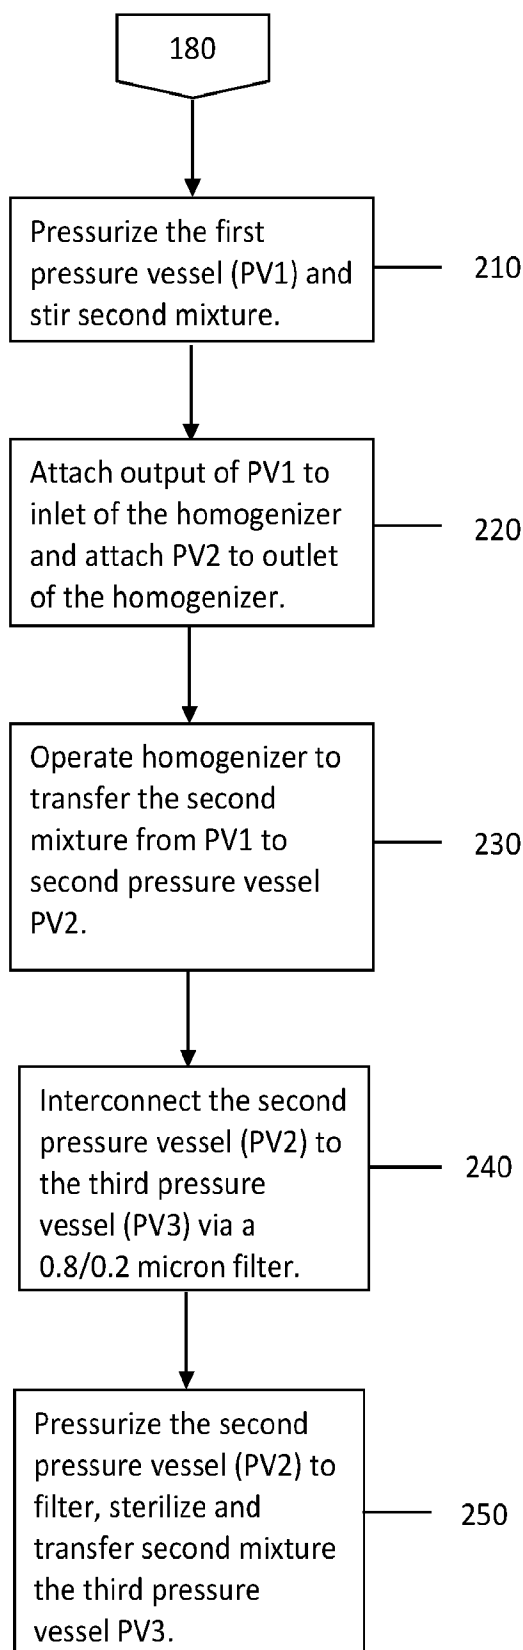 180
Pressurize the first
pressure vessel (PV1) and
stir second mixture.
210
Attach output of PV1 to
inlet of the homogenizer
and attach PV2 to outlet
of the homogenizer.
220
Operate homogenizer to
transfer the second
mixture from PV1 to
second pressure vessel
PV2.
230
Interconnect the second
pressure vessel (PV2) to
the third pressure
vessel (PV3) via a
0.8/0.2 micron filter.
240
Pressurize the second
pressure vessel (PV2) to
filter, sterilize and
transfer second mixture
the third pressure
vessel PV3.
250